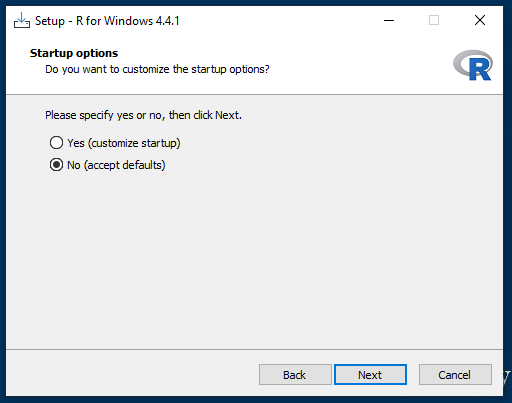 Setup - R for Windows 4.4.1
Startup options
Do you want to customize the startup options?
R
Please specify yes or no, then click Next.
Yes (customize startup)
No (accept defaults)
Back Next Cancel
y